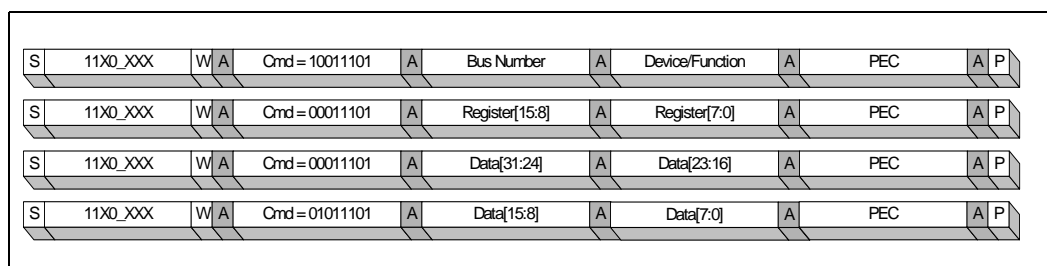 S 11X0_XXX W A Cmd = 10011101 A Bus Number A Device/Function A PEC A P
S 11X0_XXX W A Cmd = 00011101 A Register[15:8] A Register[7:0] A PEC A P
S 11X0_XXX W A Cmd = 00011101 A Data[31:24] A Data[23:16] A PEC A P
S 11X0_XXX W A Cmd = 01011101 A Data[15:8] A Data[7:0] A PEC A P